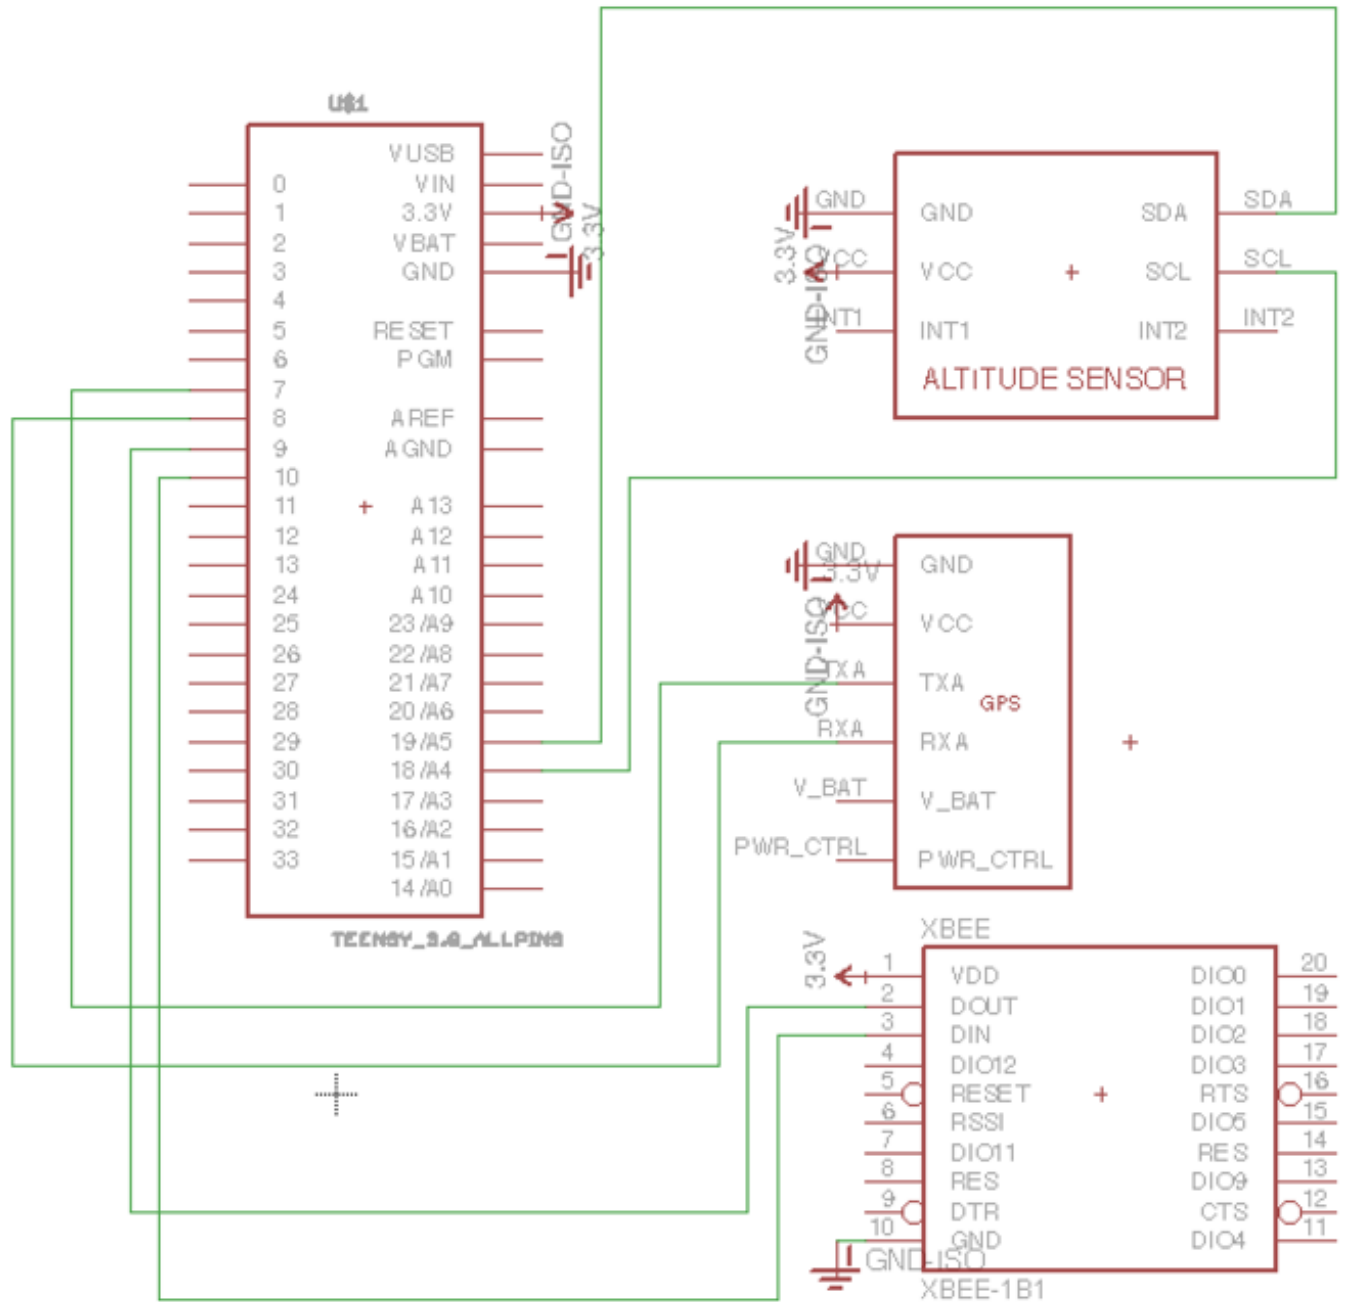 U$1
VUSB
0 VIN
1 3.3V
2 VBAT
3 GND
4
5 RESET
6 PGM
7
8 AREF
9 AGND
10
11 A13
12 A12
13 A11
24 A10
25 23/A9
26 22/A8
27 21/A7
28 20/A6
29 19/A5
30 18/A4
31 17/A3
32 16/A2
33 15/A1
14/A0
TEENSY_3.0_ALLPINS
GND-ISO
3.3V
GND GND SDA SDA
3.3V
VCC VCC SCL SCL
GND-ISO
INT1 INT1 INT2 INT2
ALTITUDE SENSOR
GND GND
3.3V
VCC VCC
GND-ISO
TXA TXA
GPS
RXA RXA
V_BAT V_BAT
PWR_CTRL PWR_CTRL
XBEE
3.3V
1 VDD DIO0 20
2 DOUT DIO1 19
3 DIN DIO2 18
4 DIO12 DIO3 17
5 RESET RTS 16
6 RSSI DIO5 15
7 DIO11 RES 14
8 RES DIO9 13
9 DTR CTS 12
10 GND DIO4 11
GND-ISO
XBEE-1B1